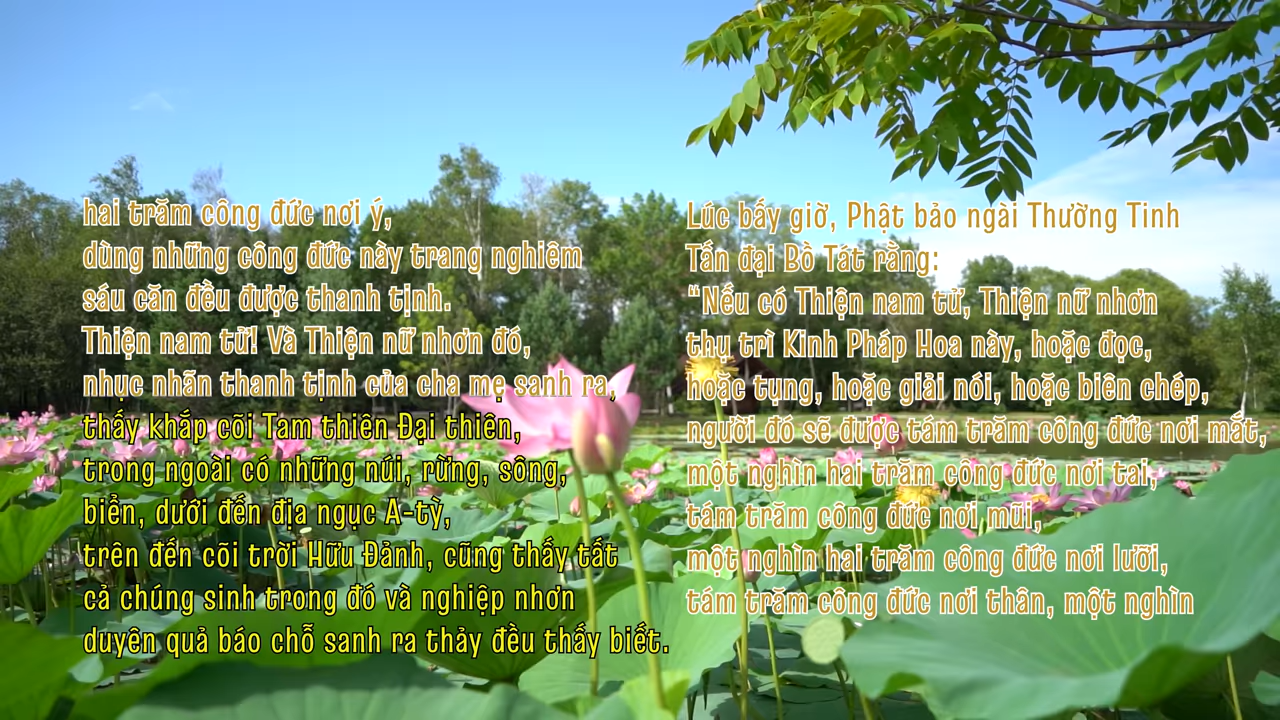 Lúc bấy giờ, Phật bảo ngài Thường Tinh
Tấn đại Bồ Tát rằng:
“Nếu có Thiện nam tử, Thiện nữ nhơn
thụ trì Kinh Pháp Hoa này, hoặc đọc,
hoặc tụng, hoặc giải nói, hoặc biên chép,
người đó sẽ được tám trăm công đức nơi mắt,
một nghìn hai trăm công đức nơi tai,
tám trăm công đức nơi mũi,
một nghìn hai trăm công đức nơi lưỡi,
tám trăm công đức nơi thân, một nghìn
hai trăm công đức nơi ý,
dùng những công đức này trang nghiêm
sáu căn đều được thanh tịnh.
Thiện nam tử! Và Thiện nữ nhơn đó,
nhục nhãn thanh tịnh của cha mẹ sanh ra,
thấy khắp cõi Tam thiên Đại thiên,
trong ngoài có những núi, rừng, sông,
biển, dưới đến địa ngục A-tỳ,
trên đến cõi trời Hữu Đảnh, cũng thấy tất
cả chúng sinh trong đó và nghiệp nhơn
duyên quả báo chỗ sanh ra thảy đều thấy biết.